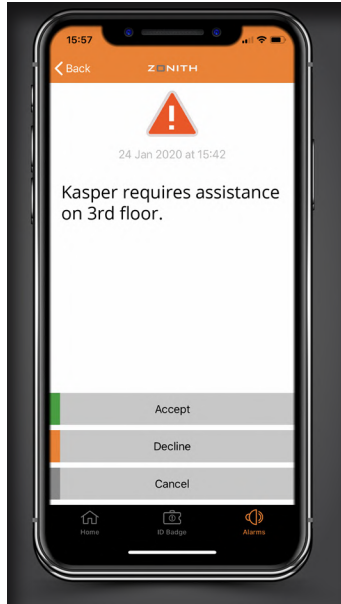 15:57
Back
ZENITH
24 Jan 2020 at 15:42
Kasper requires assistance
on 3rd floor.
Accept
Decline
Cancel
Home
ID Badge
Alarms